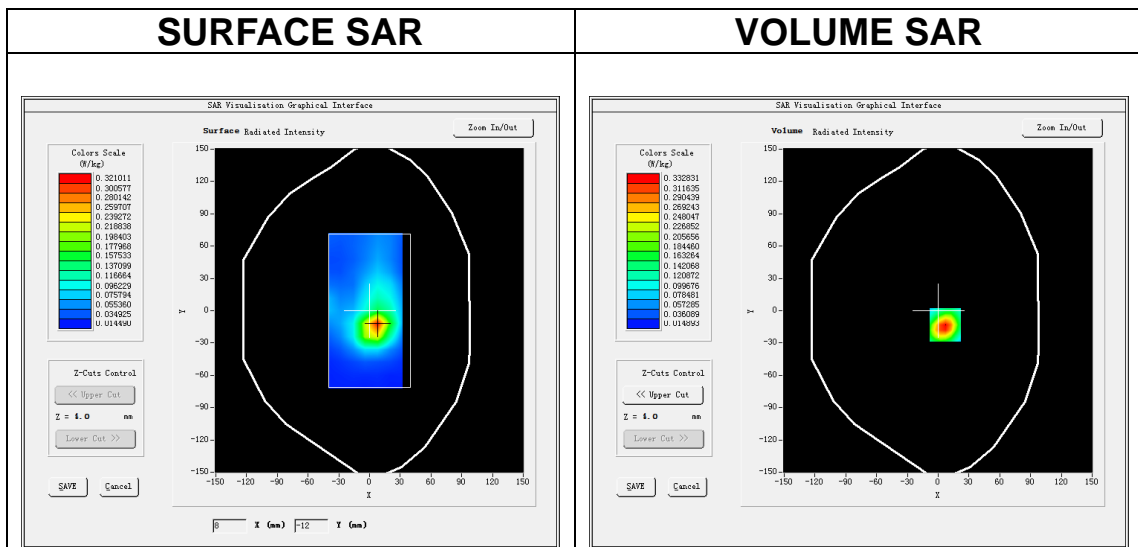 SURFACE SAR
VOLUME SAR
SAR Visualisation Graphical Interface
Surface Radiated Intensity
Zoom In/Out
Colors Scale
(W/kg)
0.321011
0.300577
0.280142
0.259707
0.239272
0.218838
0.198403
0.177968
0.157533
0.137099
0.116664
0.096229
0.075794
0.055360
0.034925
0.014490
Z-Cuts Control
<< Upper Cut
Z = 4.0 mm
Lower Cut >>
SAVE
Cancel
150
120
90
60
30
0
-30
-60
-90
-120
-150
Y
-150 -120 -90 -60 -30 0 30 60 90 120 150
X
8 X (mm) -12 Y (mm)
SAR Visualisation Graphical Interface
Volume Radiated Intensity
Zoom In/Out
Colors Scale
(W/kg)
0.332831
0.311635
0.290439
0.269243
0.248047
0.226852
0.205656
0.184460
0.163264
0.142068
0.120872
0.099676
0.078481
0.057285
0.036089
0.014893
Z-Cuts Control
<< Upper Cut
Z = 4.0 mm
Lower Cut >>
SAVE
Cancel
150
120
90
60
30
0
-30
-60
-90
-120
-150
Y
-150 -120 -90 -60 -30 0 30 60 90 120 150
X